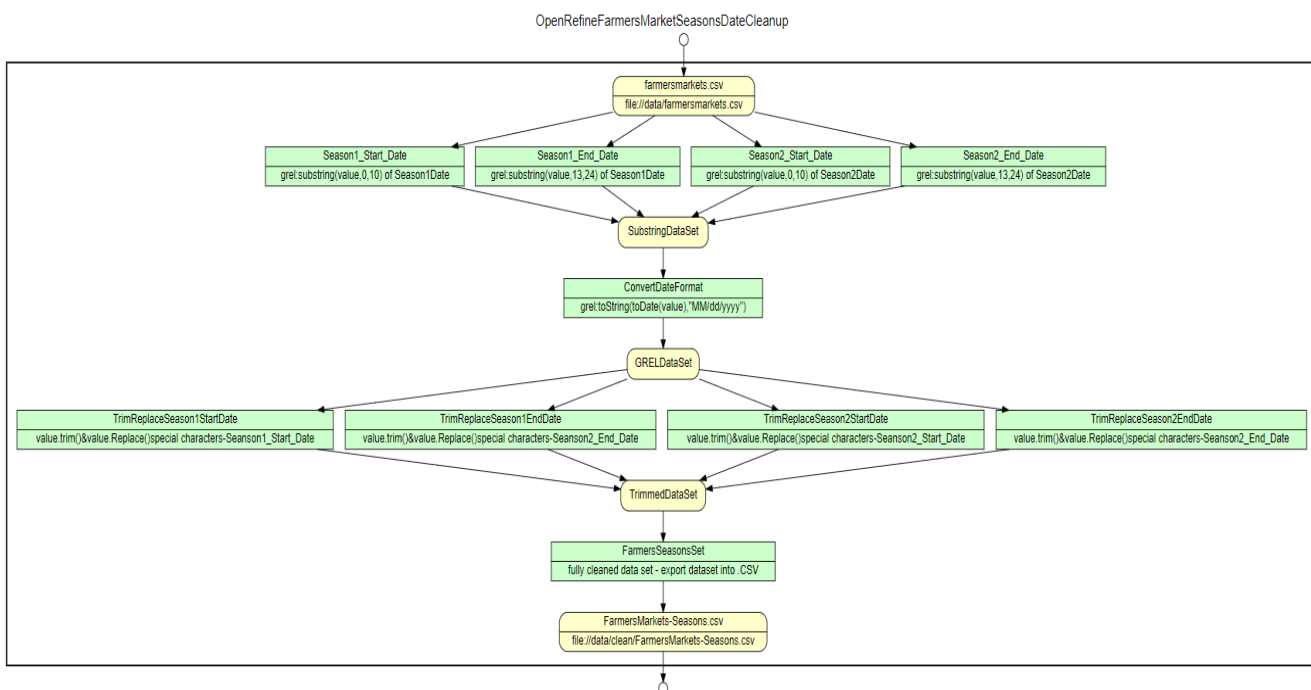 OpenRefineFarmersMarketSeasonsDateCleanup
farmersmarkets.csv
file://data/farmersmarkets.csv
Season1_Start_Date
grel:substring(value,0,10) of Season1Date
Season1_End_Date
grel:substring(value,13,24) of Season1Date
Season2_Start_Date
grel:substring(value,0,10) of Season2Date
Season2_End_Date
grel:substring(value,13,24) of Season2Date
SubstringDataSet
ConvertDateFormat
grel:toString(toDate(value),"MM/dd/yyyy")
GRELDataSet
TrimReplaceSeason1StartDate
value.trim()&value.Replace()special characters-Seanson1_Start_Date
TrimReplaceSeason1EndDate
value.trim()&value.Replace()special characters-Seanson2_End_Date
TrimReplaceSeason2StartDate
value.trim()&value.Replace()special characters-Seanson2_Start_Date
TrimReplaceSeason2EndDate
value.trim()&value.Replace()special characters-Seanson2_End_Date
TrimmedDataSet
FarmersSeasonsSet
fully cleaned data set - export dataset into .CSV
FarmersMarkets-Seasons.csv
file://data/clean/FarmersMarkets-Seasons.csv